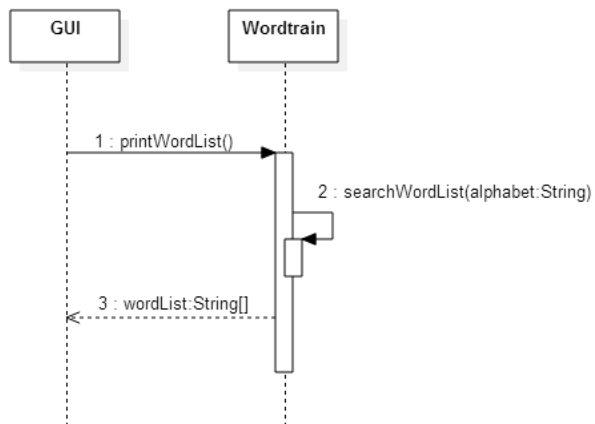 GUI
Wordtrain
1 : printWordList()
2 : searchWordList(alphabet:String)
3 : wordList:String[]